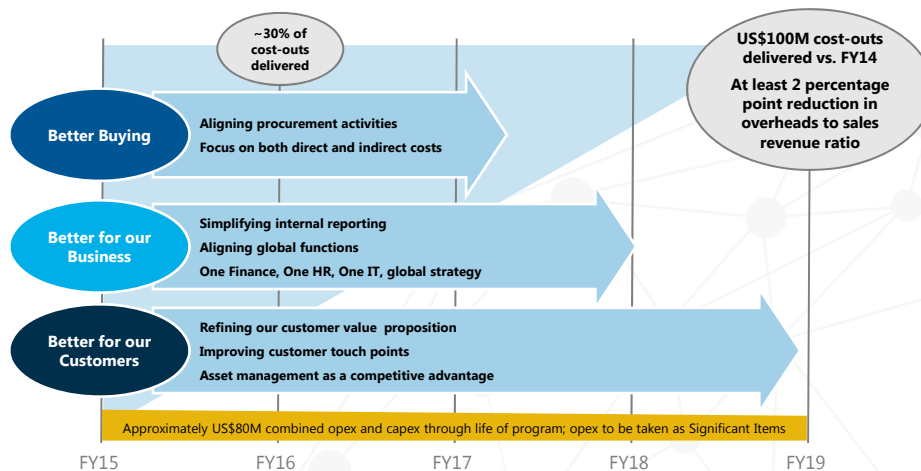 ~30% of
cost-outs
delivered
US$100M cost-outs
delivered vs. FY14
At least 2 percentage
point reduction in
overheads to sales
revenue ratio
Better Buying
Aligning procurement activities
Focus on both direct and indirect costs
Better for our
Business
Simplifying internal reporting
Aligning global functions
One Finance, One HR, One IT, global strategy
Better for our
Customers
Refining our customer value proposition
Improving customer touch points
Asset management as a competitive advantage
Approximately US$80M combined opex and capex through life of program; opex to be taken as Significant Items
FY15 FY16 FY17 FY18 FY19